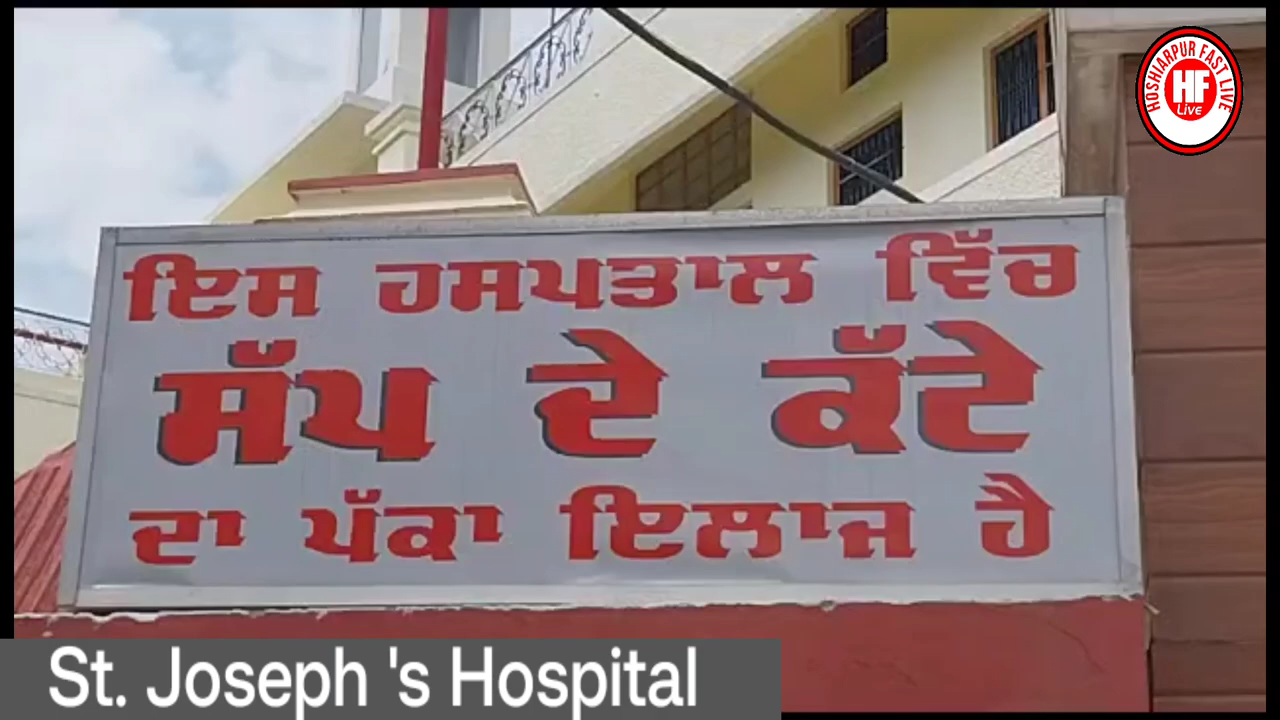 HOSHIARPUR FAST LIVE
HF
Live
ਇਸ ਹਸਪਤਾਲ ਵਿੱਚ
ਸੱਪ ਦੇ ਕੱਟੇ
ਦਾ ਪੱਕਾ ਇਲਾਜ ਹੈ
St. Joseph 's Hospital